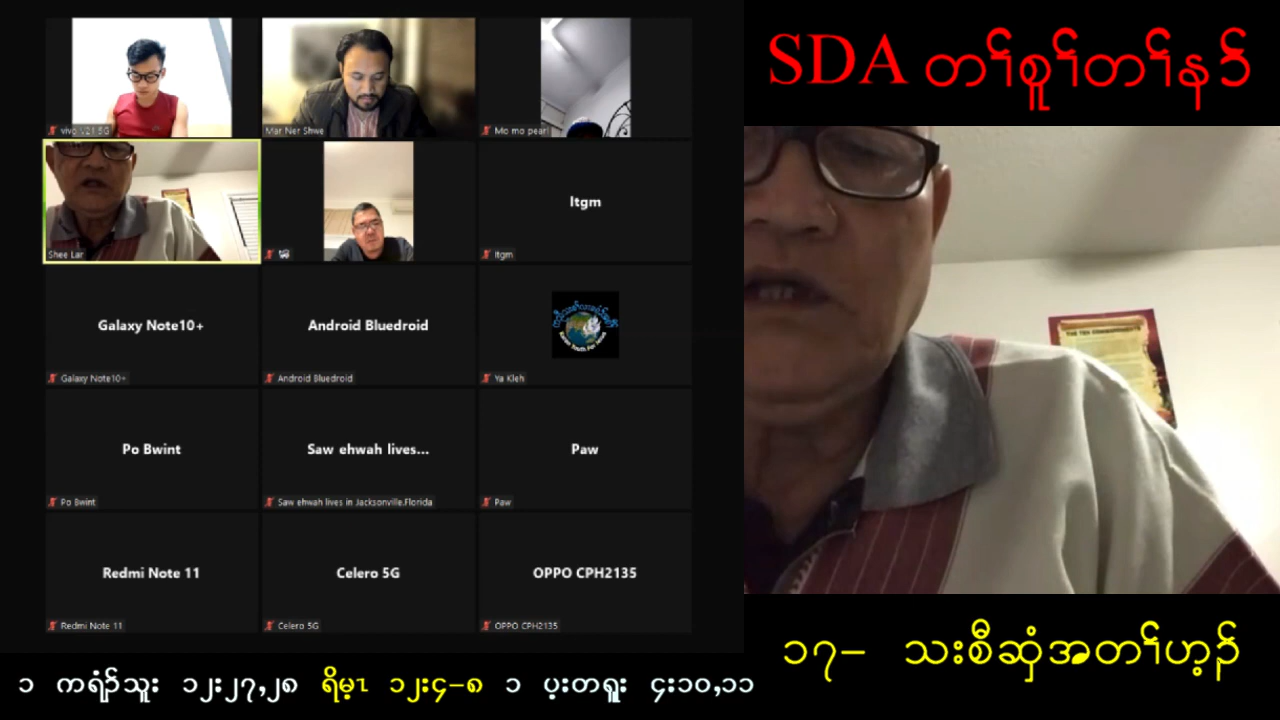 vivo V21 5G
Mar Ner Shwe
Mo mo pearl
Shee Lar
ltgm
ltgm
Galaxy Note10+
Galaxy Note10+
Android Bluedroid
Android Bluedroid
Ya Kleh
Po Bwint
Po Bwint
Saw ehwah lives...
Saw ehwah lives in Jacksonville.Florida
Paw
Paw
Redmi Note 11
Redmi Note 11
Celero 5G
Celero 5G
OPPO CPH2135
OPPO CPH2135
SDA တၢ်စူၢ်တၢ်နၥ်
THE TEN COMMANDMENTS
၁၇– သးစီဆှံအတၢ်ဟ့ၣ်
၁ ကရံၣ်သူး ၁၂း၂၇,၂၈ ရိမ့ၤ ၁၂း၄–၈ ၁ ပ့းတရူး ၄း၁၀,၁၁